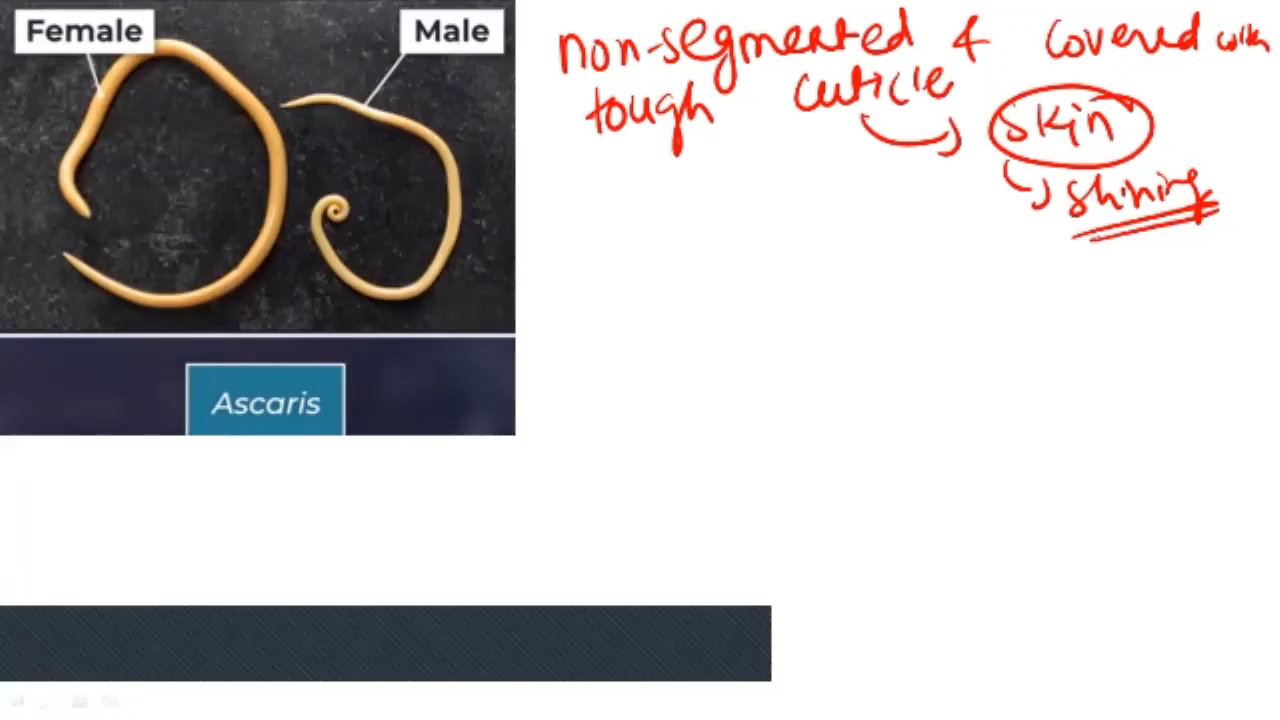 Female
Male
Ascaris
non-segmented & covered with
tough cuticle
skin
shining